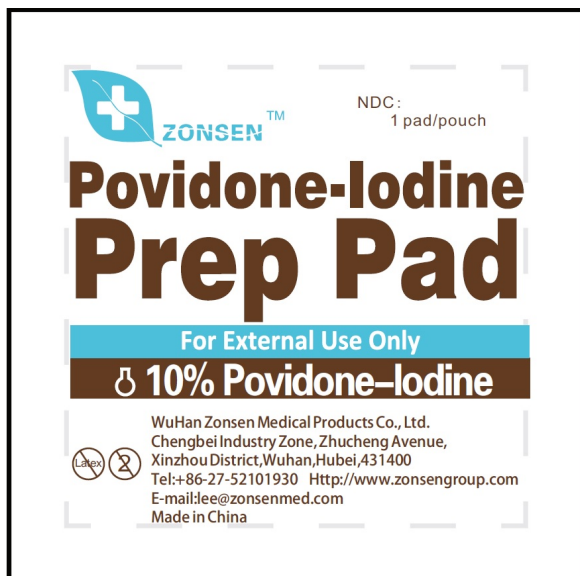 ZONSEN™
NDC:
1 pad/pouch
Povidone-Iodine
Prep Pad
For External Use Only
10% Povidone–Iodine
WuHan Zonsen Medical Products Co., Ltd.
Chengbei Industry Zone, Zhucheng Avenue,
Xinzhou District,Wuhan,Hubei,431400
Latex
2
Tel:+86-27-52101930 Http://www.zonsengroup.com
E-mail:lee@zonsenmed.com
Made in China